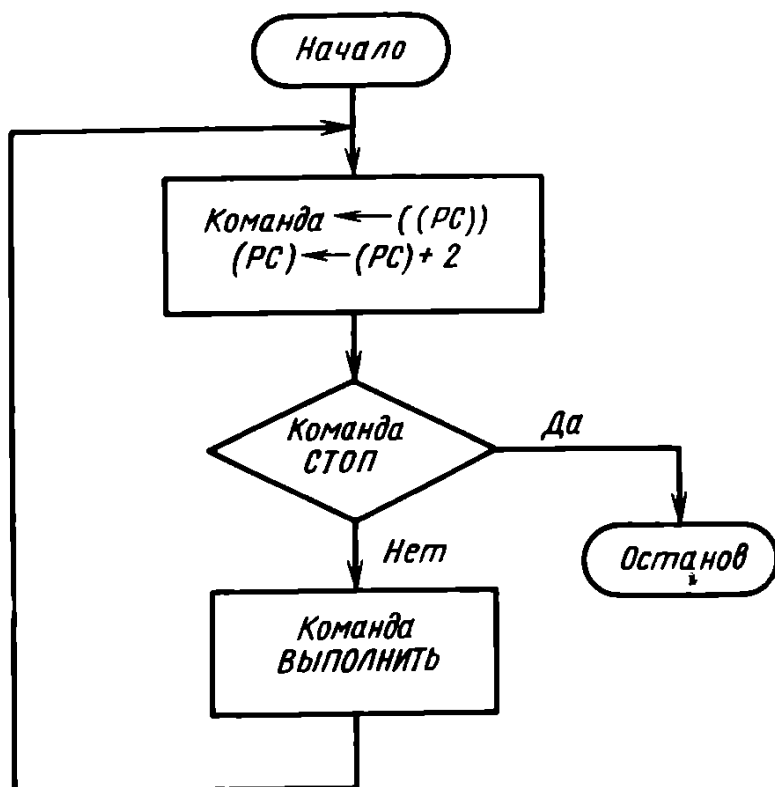 Начало
Команда ← ((PC))
(PC) ← (PC) + 2
Команда
СТОП
Да
Нет
Останов
Команда
ВЫПОЛНИТЬ